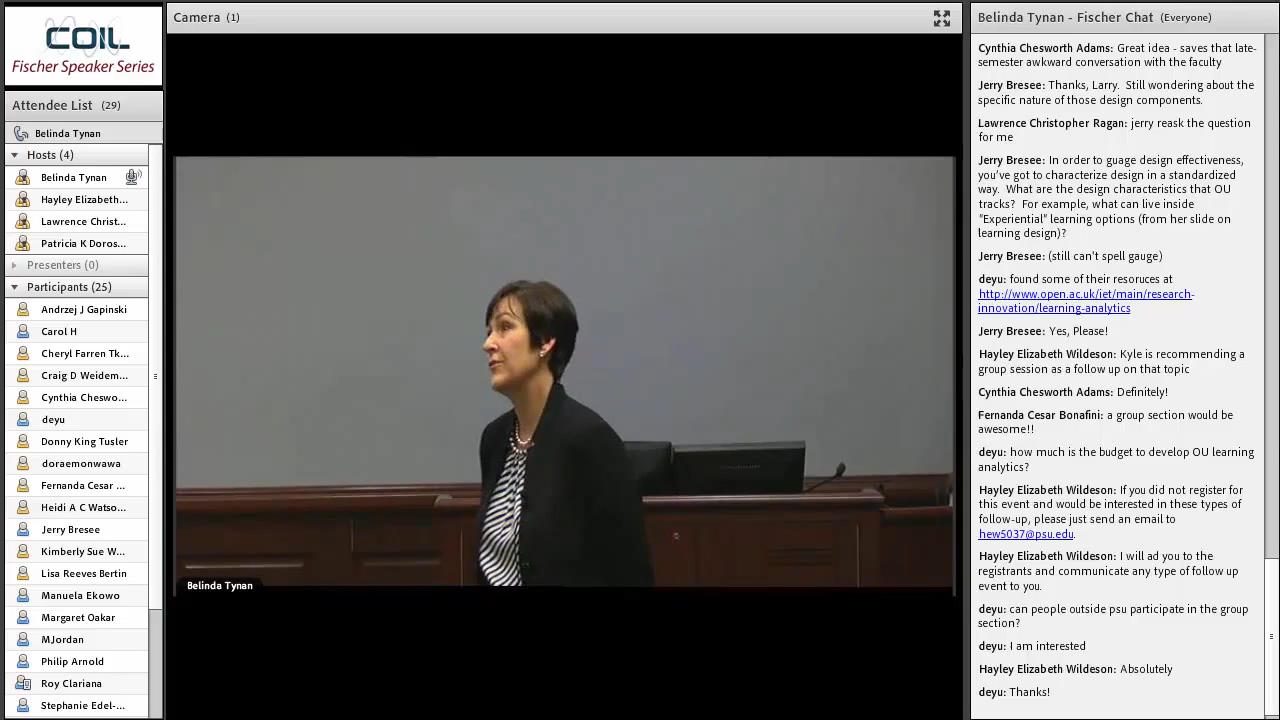 COIL
Fischer Speaker Series
Attendee List (29)
Belinda Tynan
Hosts (4)
Belinda Tynan
Hayley Elizabeth...
Lawrence Christ...
Patricia K Doros...
Presenters (0)
Participants (25)
Andrzej J Gapinski
Carol H
Cheryl Farren Tk...
Craig D Weidem...
Cynthia Cheswo...
deyu
Donny King Tusler
doraemonwawa
Fernanda Cesar ...
Heidi A C Watso...
Jerry Bresee
Kimberly Sue W...
Lisa Reeves Bertin
Manuela Ekowo
Margaret Oakar
MJordan
Philip Arnold
Roy Clariana
Stephanie Edel-...
Camera (1)
Belinda Tynan
Belinda Tynan - Fischer Chat (Everyone)
Cynthia Chesworth Adams: Great idea - saves that late-
semester awkward conversation with the faculty
Jerry Bresee: Thanks, Larry. Still wondering about the
specific nature of those design components.
Lawrence Christopher Ragan: jerry reask the question
for me
Jerry Bresee: In order to guage design effectiveness,
you've got to characterize design in a standardized
way. What are the design characteristics that OU
tracks? For example, what can live inside
"Experiential" learning options (from her slide on
learning design)?
Jerry Bresee: (still can't spell gauge)
deyu: found some of their resoruces at
http://www.open.ac.uk/iet/main/research-
innovation/learning-analytics
Jerry Bresee: Yes, Please!
Hayley Elizabeth Wildeson: Kyle is recommending a
group session as a follow up on that topic
Cynthia Chesworth Adams: Definitely!
Fernanda Cesar Bonafini: a group section would be
awesome!!
deyu: how much is the budget to develop OU learning
analytics?
Hayley Elizabeth Wildeson: If you did not register for
this event and would be interested in these types of
follow-up, please just send an email to
hew5037@psu.edu.
Hayley Elizabeth Wildeson: I will ad you to the
registrants and communicate any type of follow up
event to you.
deyu: can people outside psu participate in the group
section?
deyu: I am interested
Hayley Elizabeth Wildeson: Absolutely
deyu: Thanks!